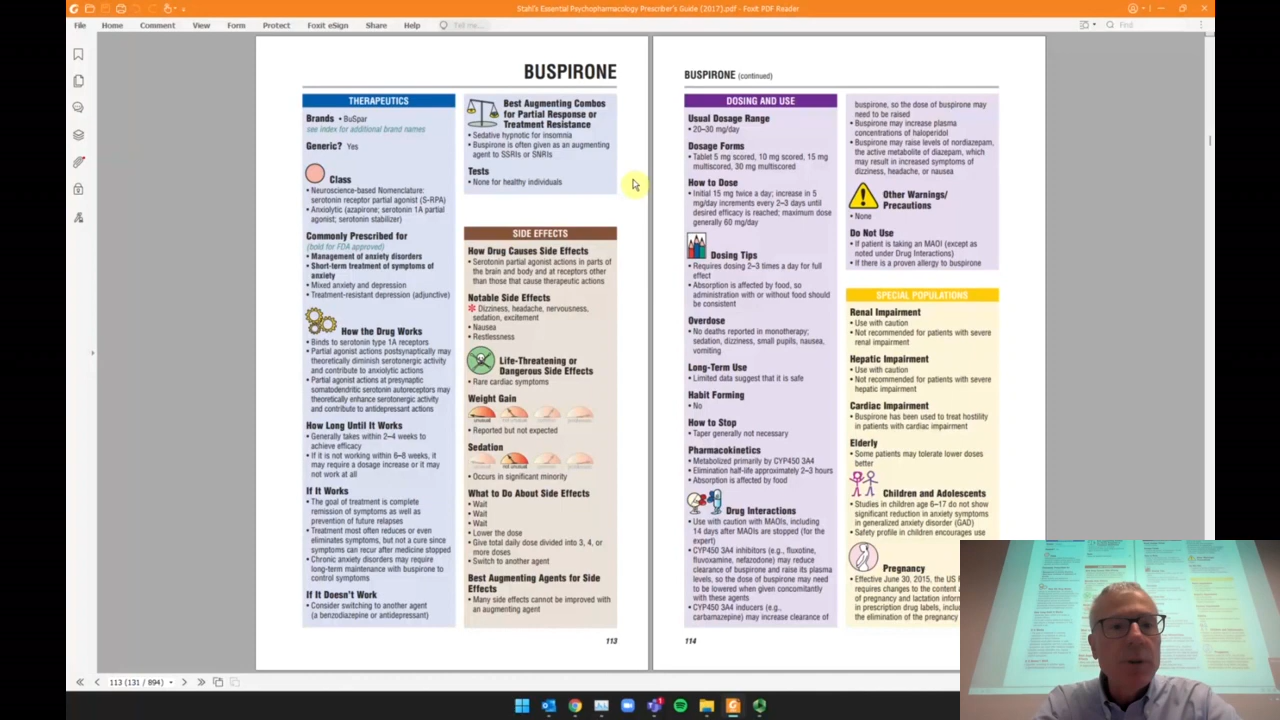 Stahl's Essential Psychopharmacology Prescriber's Guide (2017).pdf - Foxit PDF Reader
File Home Comment View Form Protect Foxit eSign Share Help Tell me... Find
BUSPIRONE
THERAPEUTICS
Brands • BuSpar
see index for additional brand names
Generic? Yes
Class
• Neuroscience-based Nomenclature:
serotonin receptor partial agonist (S-RPA)
• Anxiolytic (azapirone; serotonin 1A partial
agonist; serotonin stabilizer)
Commonly Prescribed for
(bold for FDA approved)
• Management of anxiety disorders
• Short-term treatment of symptoms of
anxiety
• Mixed anxiety and depression
• Treatment-resistant depression (adjunctive)
How the Drug Works
• Binds to serotonin type 1A receptors
• Partial agonist actions postsynaptically may
theoretically diminish serotonergic activity
and contribute to anxiolytic actions
• Partial agonist actions at presynaptic
somatodendritic serotonin autoreceptors may
theoretically enhance serotonergic activity
and contribute to antidepressant actions
How Long Until It Works
• Generally takes within 2–4 weeks to
achieve efficacy
• If it is not working within 6–8 weeks, it
may require a dosage increase or it may
not work at all
If It Works
• The goal of treatment is complete
remission of symptoms as well as
prevention of future relapses
• Treatment most often reduces or even
eliminates symptoms, but not a cure since
symptoms can recur after medicine stopped
• Chronic anxiety disorders may require
long-term maintenance with buspirone to
control symptoms
If It Doesn't Work
• Consider switching to another agent
(a benzodiazepine or antidepressant)
Best Augmenting Combos
for Partial Response or
Treatment Resistance
• Sedative hypnotic for insomnia
• Buspirone is often given as an augmenting
agent to SSRIs or SNRIs
Tests
• None for healthy individuals
SIDE EFFECTS
How Drug Causes Side Effects
• Serotonin partial agonist actions in parts of
the brain and body and at receptors other
than those that cause therapeutic actions
Notable Side Effects
✻ Dizziness, headache, nervousness,
sedation, excitement
• Nausea
• Restlessness
Life-Threatening or
Dangerous Side Effects
• Rare cardiac symptoms
Weight Gain
unusual not unusual common problematic
• Reported but not expected
Sedation
unusual not unusual common problematic
• Occurs in significant minority
What to Do About Side Effects
• Wait
• Wait
• Wait
• Lower the dose
• Give total daily dose divided into 3, 4, or
more doses
• Switch to another agent
Best Augmenting Agents for Side
Effects
• Many side effects cannot be improved with
an augmenting agent
113
BUSPIRONE (continued)
DOSING AND USE
Usual Dosage Range
• 20–30 mg/day
Dosage Forms
• Tablet 5 mg scored, 10 mg scored, 15 mg
multiscored, 30 mg multiscored
How to Dose
• Initial 15 mg twice a day; increase in 5
mg/day increments every 2–3 days until
desired efficacy is reached; maximum dose
generally 60 mg/day
Dosing Tips
• Requires dosing 2–3 times a day for full
effect
• Absorption is affected by food, so
administration with or without food should
be consistent
Overdose
• No deaths reported in monotherapy;
sedation, dizziness, small pupils, nausea,
vomiting
Long-Term Use
• Limited data suggest that it is safe
Habit Forming
• No
How to Stop
• Taper generally not necessary
Pharmacokinetics
• Metabolized primarily by CYP450 3A4
• Elimination half-life approximately 2–3 hours
• Absorption is affected by food
Drug Interactions
• Use with caution with MAOIs, including
14 days after MAOIs are stopped (for the
expert)
• CYP450 3A4 inhibitors (e.g., fluxotine,
fluvoxamine, nefazodone) may reduce
clearance of buspirone and raise its plasma
levels, so the dose of buspirone may need
to be lowered when given concomitantly
with these agents
• CYP450 3A4 inducers (e.g.,
carbamazepine) may increase clearance of
buspirone, so the dose of buspirone may
need to be raised
• Buspirone may increase plasma
concentrations of haloperidol
• Buspirone may raise levels of nordiazepam,
the active metabolite of diazepam, which
may result in increased symptoms of
dizziness, headache, or nausea
Other Warnings/
Precautions
• None
Do Not Use
• If patient is taking an MAOI (except as
noted under Drug Interactions)
• If there is a proven allergy to buspirone
SPECIAL POPULATIONS
Renal Impairment
• Use with caution
• Not recommended for patients with severe
renal impairment
Hepatic Impairment
• Use with caution
• Not recommended for patients with severe
hepatic impairment
Cardiac Impairment
• Buspirone has been used to treat hostility
in patients with cardiac impairment
Elderly
• Some patients may tolerate lower doses
better
Children and Adolescents
• Studies in children age 6–17 do not show
significant reduction in anxiety symptoms
in generalized anxiety disorder (GAD)
• Safety profile in children encourages use
Pregnancy
• Effective June 30, 2015, the US
requires changes to the content
of pregnancy and lactation
in prescription drug labels,
the elimination of the pregnancy
114
113 (131 / 894)